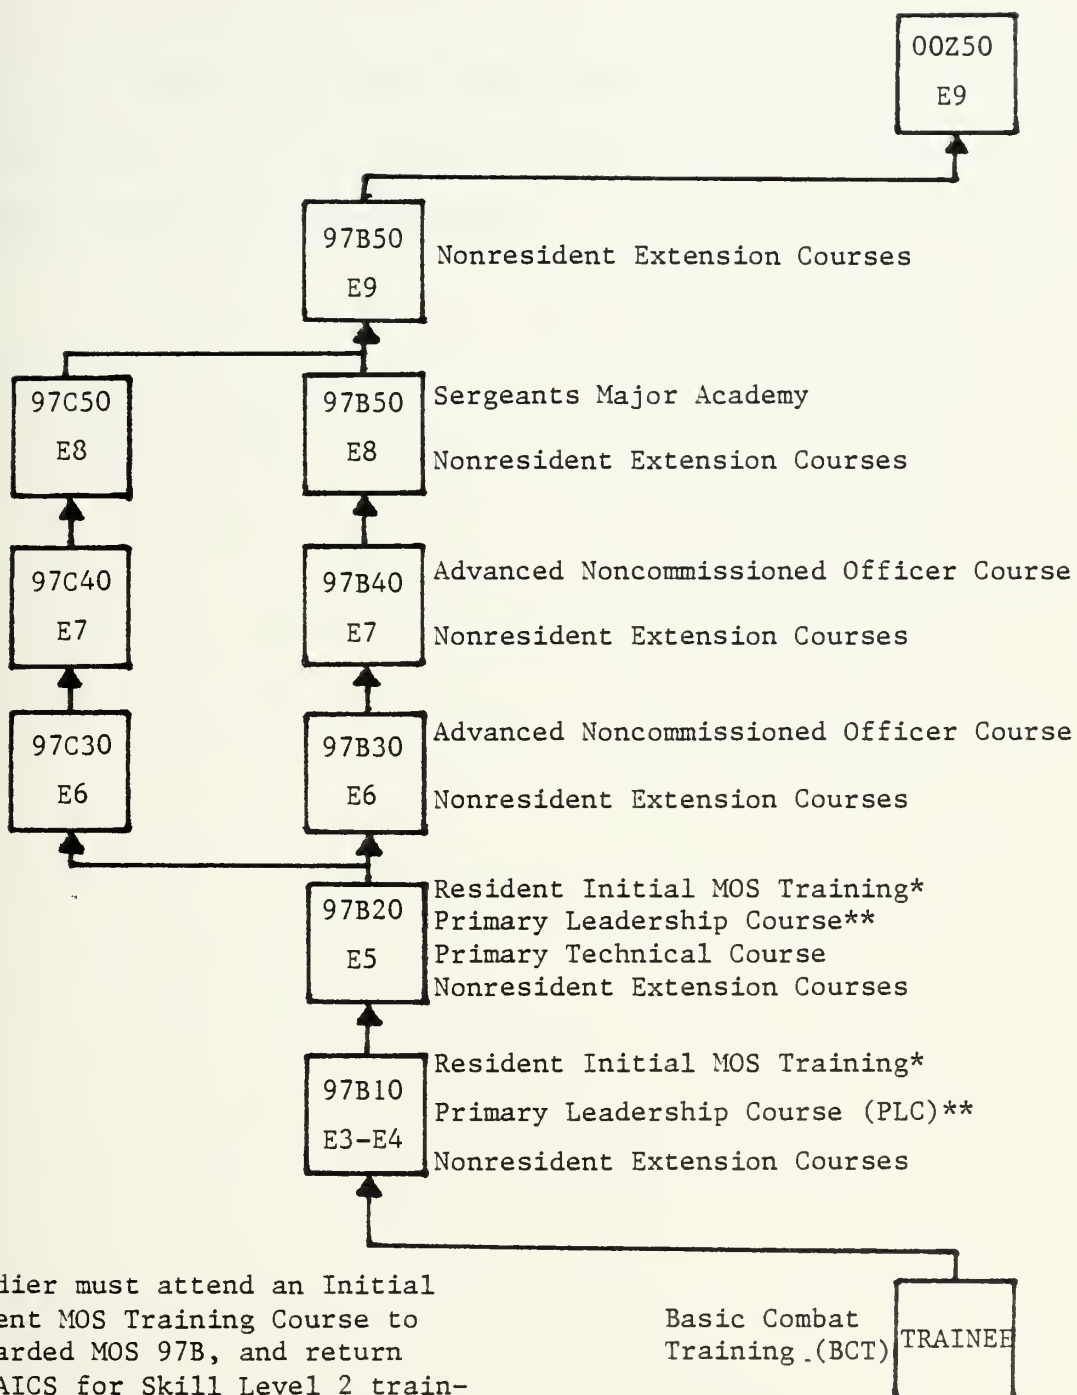 00Z50
E9
97B50
E9
Nonresident Extension Courses
97C50
E8
97B50
E8
Sergeants Major Academy
Nonresident Extension Courses
97C40
E7
97B40
E7
Advanced Noncommissioned Officer Course
Nonresident Extension Courses
97C30
E6
97B30
E6
Advanced Noncommissioned Officer Course
Nonresident Extension Courses
97B20
E5
Resident Initial MOS Training*
Primary Leadership Course**
Primary Technical Course
Nonresident Extension Courses
97B10
E3-E4
Resident Initial MOS Training*
Primary Leadership Course (PLC)**
Nonresident Extension Courses
dier must attend an Initial
ent MOS Training Course to
arded MOS 97B, and return
AICS for Skill Level 2 train-
Basic Combat
Training (BCT)
TRAINEE